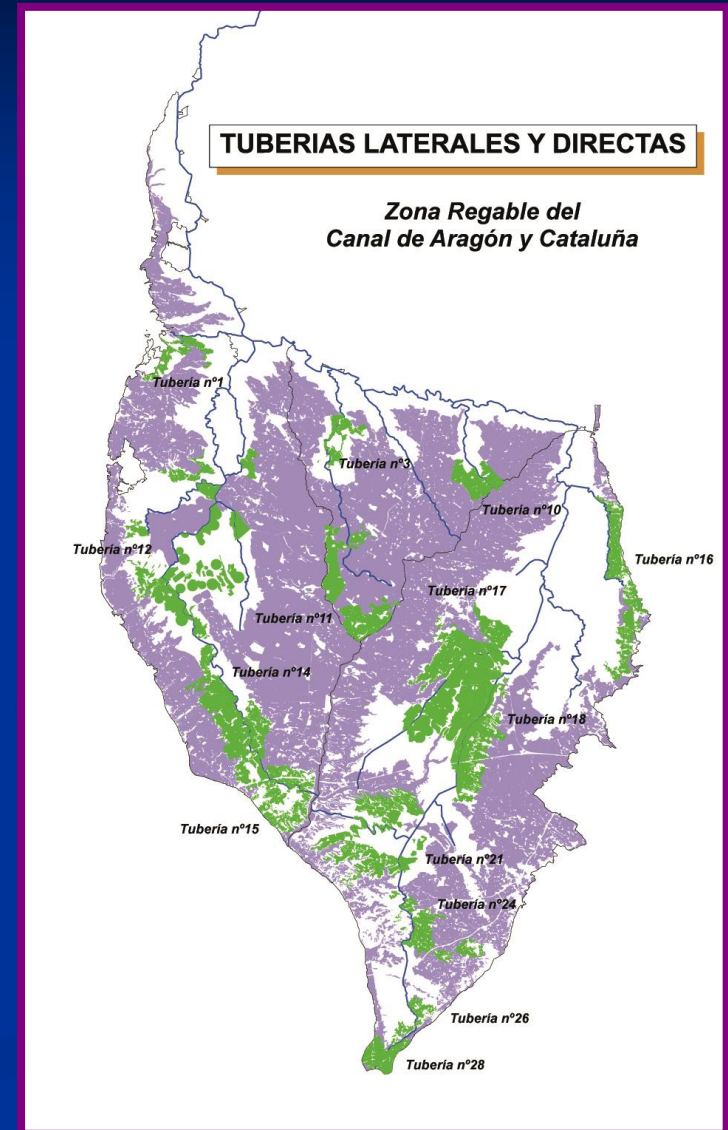 TUBERIAS LATERALES Y DIRECTAS
Zona Regable del
Canal de Aragón y Cataluña
Tubería nº1
Tubería nº3
Tubería nº10
Tubería nº12
Tubería nº16
Tubería nº17
Tubería nº11
Tubería nº14
Tubería nº18
Tubería nº15
Tubería nº21
Tubería nº24
Tubería nº26
Tubería nº28